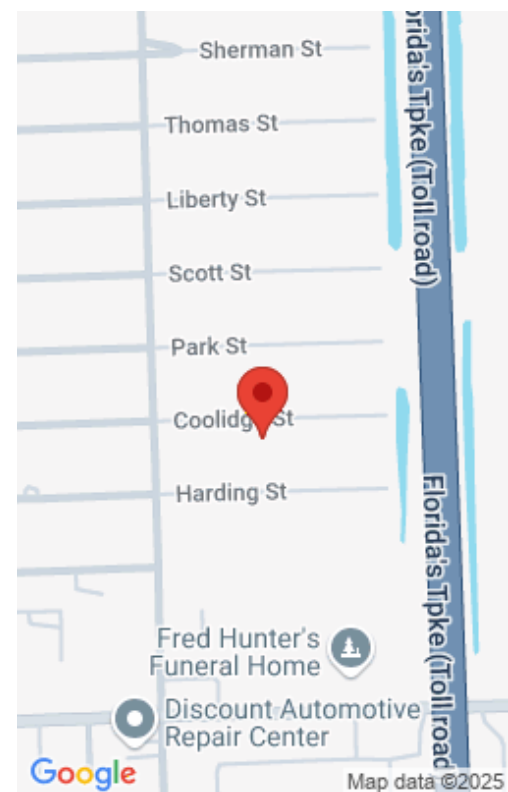 Sherman St
orida's Tpke (Toll road)
Thomas St
Liberty St
Scott St
Park St
Coolidge St
Harding St
Florida's Tpke (Toll road
Fred Hunter's
Funeral Home
Discount Automotive
Repair Center
Google
Map data ©2025